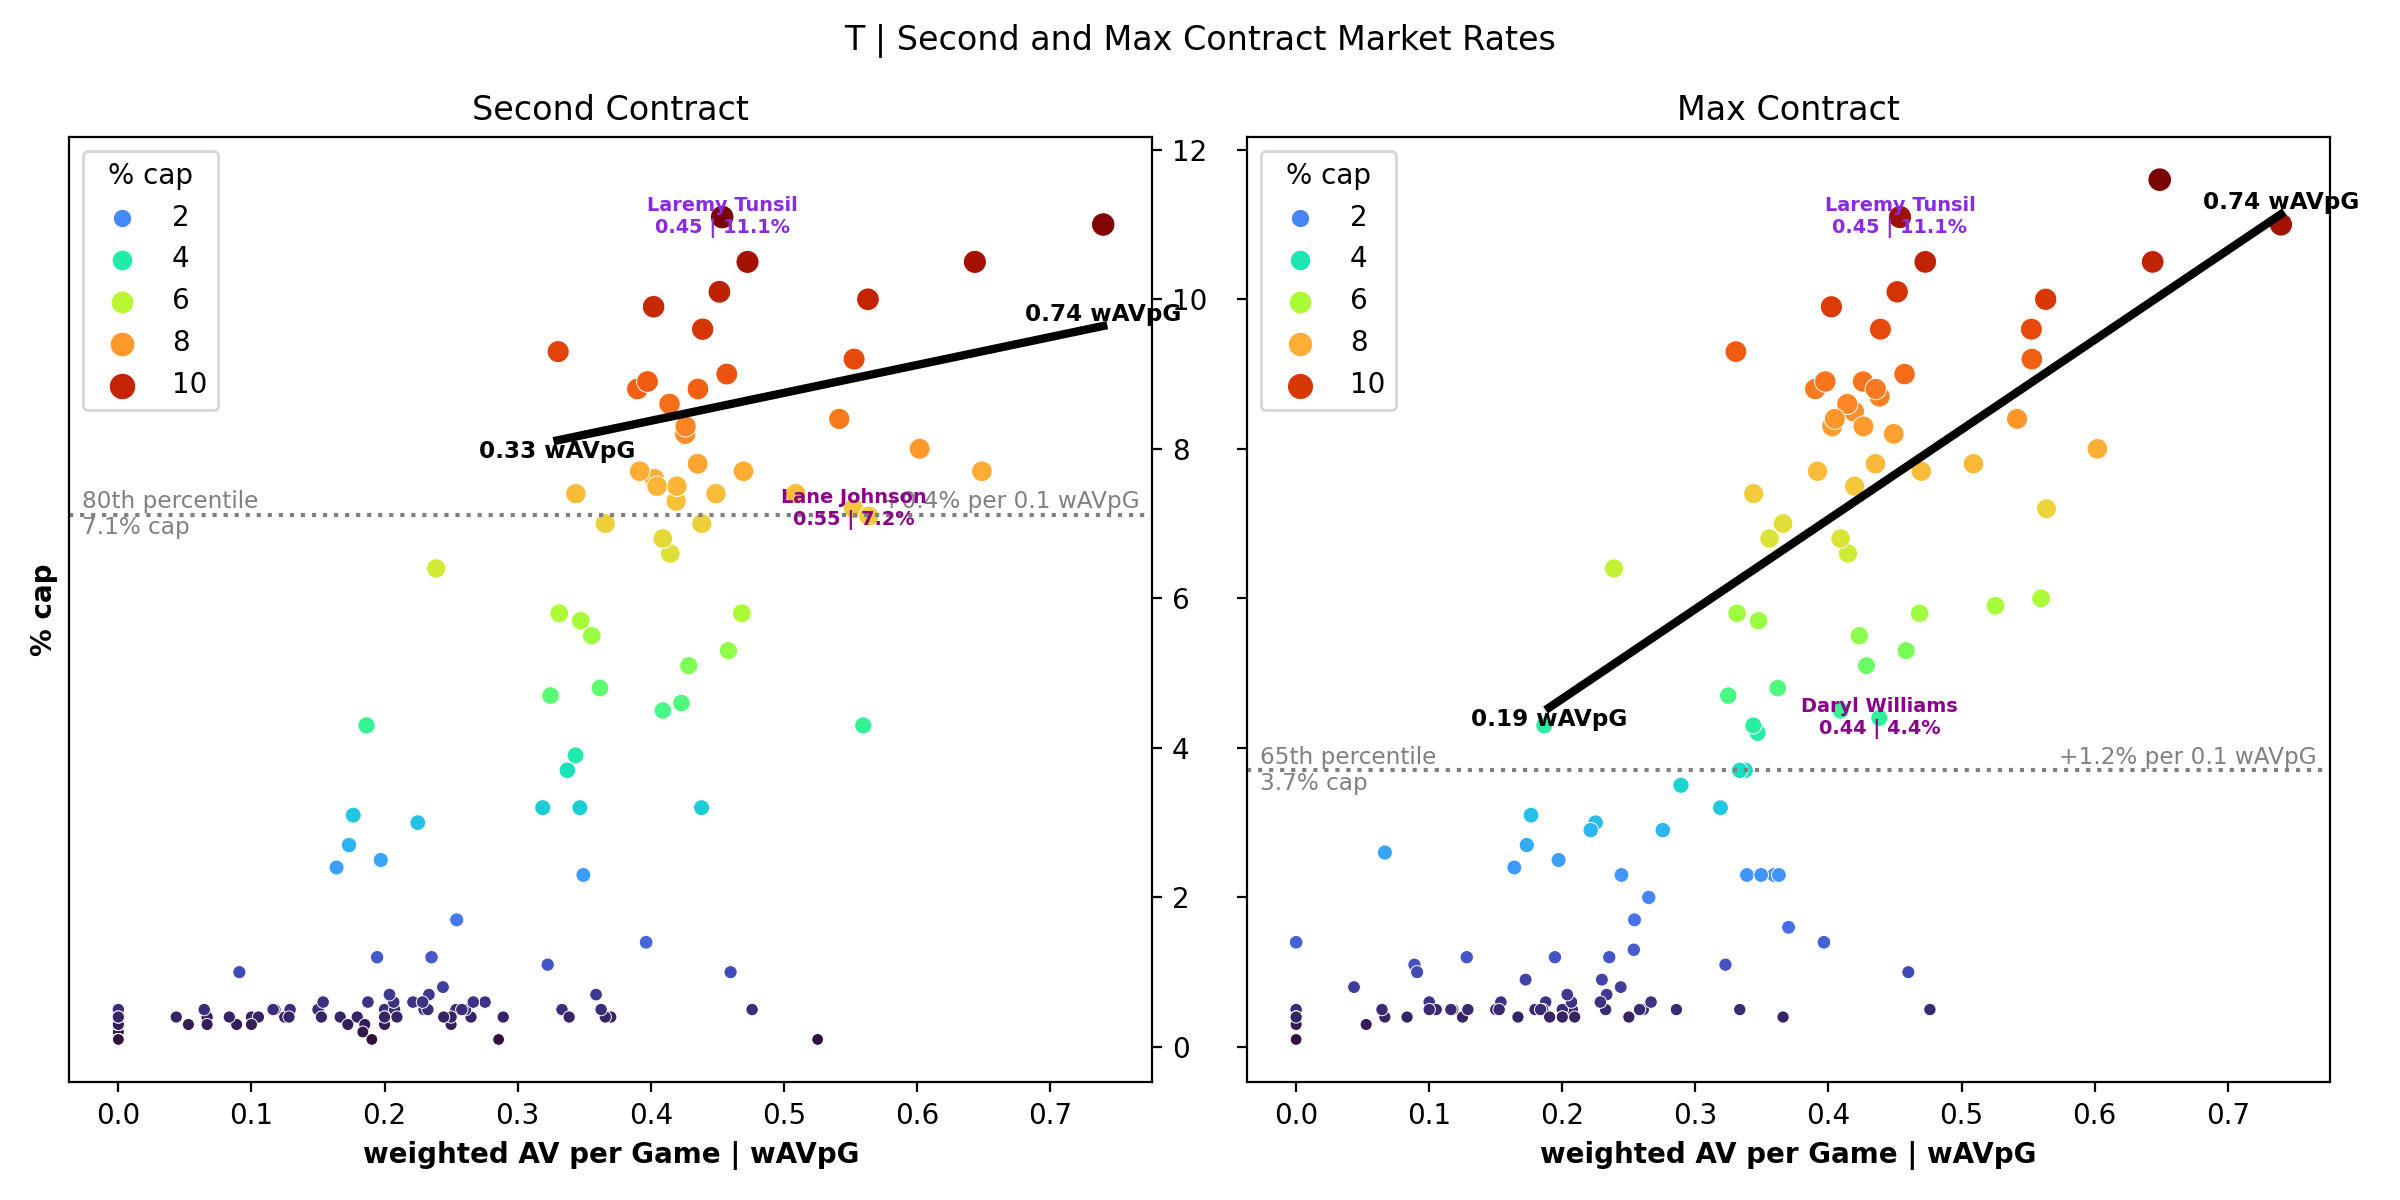 T | Second and Max Contract Market Rates
Second Contract
% cap
2
4
6
8
10
Laremy Tunsil
0.45 | 11.1%
0.74 wAVpG
0.33 wAVpG
80th percentile
7.1% cap
Lane Johnson
0.55 | 7.2%
+0.4% per 0.1 wAVpG
% cap
0.0
0.1
0.2
0.3
0.4
0.5
0.6
0.7
weighted AV per Game | wAVpG
12
10
8
6
4
2
0
Max Contract
% cap
2
4
6
8
10
Laremy Tunsil
0.45 | 11.1%
0.74 wAVpG
0.19 wAVpG
Daryl Williams
0.44 | 4.4%
65th percentile
3.7% cap
+1.2% per 0.1 wAVpG
0.0
0.1
0.2
0.3
0.4
0.5
0.6
0.7
weighted AV per Game | wAVpG